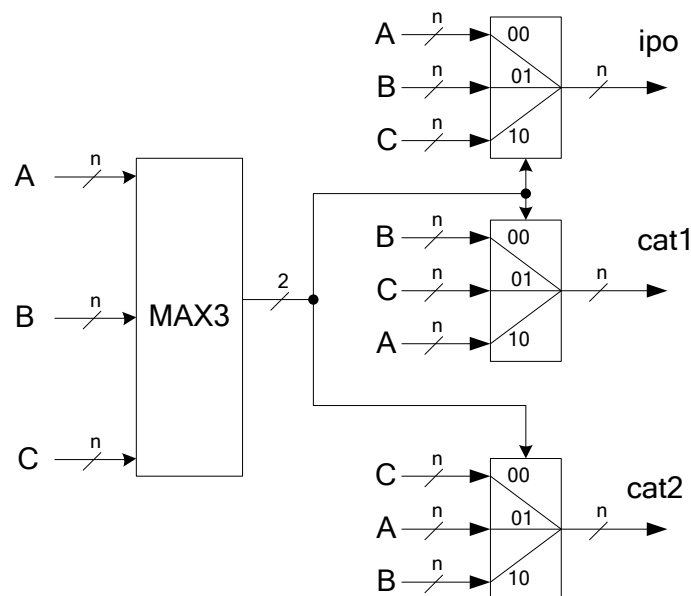 A n 00 ipo
B n 01 n
C n 10
A n
B n 00 cat1
B n MAX3 2 C n 01 n
A n 10
C n
C n 00 cat2
A n 01 n
B n 10